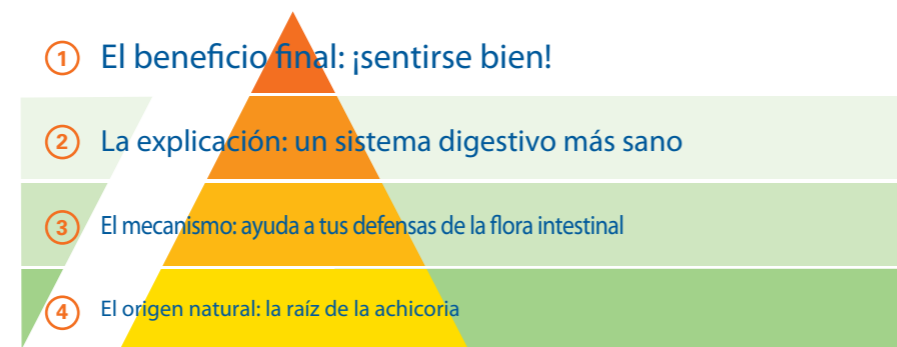 1 El beneficio final: ¡sentirse bien!
2 La explicación: un sistema digestivo más sano
3 El mecanismo: ayuda a tus defensas de la flora intestinal
4 El origen natural: la raíz de la achicoria